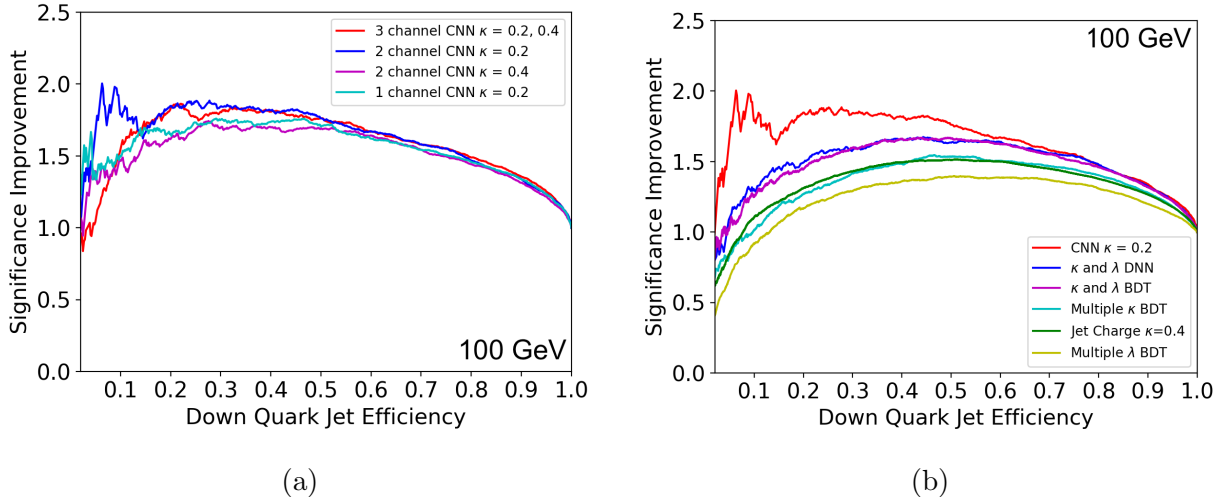 2.5
2.0
1.5
1.0
0.5
0.0
Significance Improvement
3 channel CNN κ = 0.2, 0.4
2 channel CNN κ = 0.2
2 channel CNN κ = 0.4
1 channel CNN κ = 0.2
100 GeV
0.1 0.2 0.3 0.4 0.5 0.6 0.7 0.8 0.9 1.0
Down Quark Jet Efficiency
(a)
2.5
2.0
1.5
1.0
0.5
0.0
Significance Improvement
100 GeV
CNN κ = 0.2
κ and λ DNN
κ and λ BDT
Multiple κ BDT
Jet Charge κ=0.4
Multiple λ BDT
0.1 0.2 0.3 0.4 0.5 0.6 0.7 0.8 0.9 1.0
Down Quark Jet Efficiency
(b)